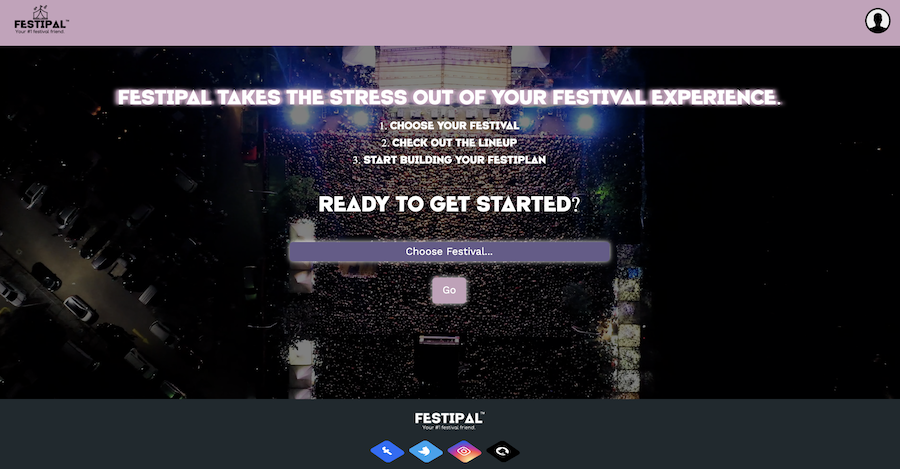 FESTIPAL™
Your #1 festival friend.
FESTIPAL TAKES THE STRESS OUT OF YOUR FESTIVAL EXPERIENCE.
1. CHOOSE YOUR FESTIVAL
2. CHECK OUT THE LINEUP
3. START BUILDING YOUR FESTIPLAN
READY TO GET STARTED?
Choose Festival...
Go
FESTIPAL™
Your #1 festival friend.